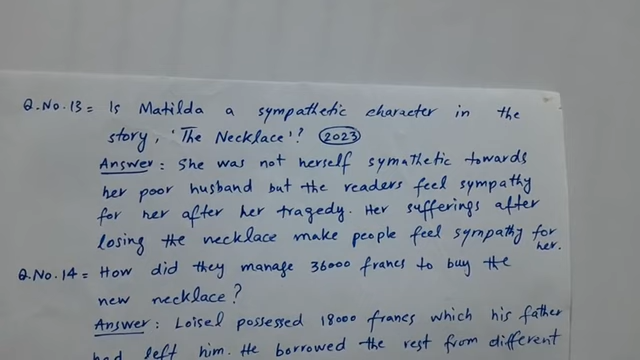 Q.No.13 = Is Matilda a sympathetic character in the
story, 'The Necklace'? 2023
Answer : She was not herself symathetic towards
her poor husband but the readers feel sympathy
for her after her tragedy. Her sufferings after
losing the necklace make people feel sympathy for
her.
Q.No.14 = How did they manage 36000 francs to buy the
new necklace?
Answer : Loisel possessed 18000 francs which his father
had left him. He borrowed the rest from different